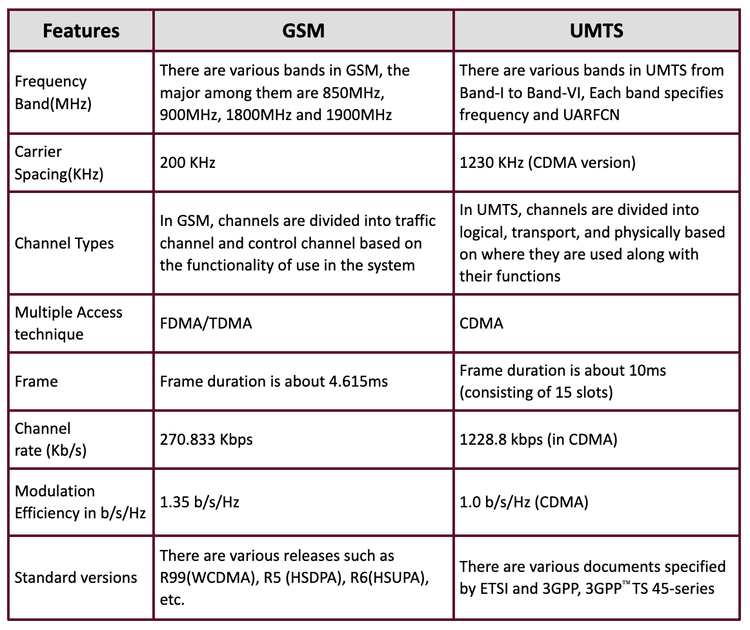 Features
GSM
UMTS
Frequency
Band(MHz)
There are various bands in GSM, the
major among them are 850MHz,
900MHz, 1800MHz and 1900MHz
There are various bands in UMTS from
Band-I to Band-VI, Each band specifies
frequency and UARFCN
Carrier
Spacing(KHz)
200 KHz
1230 KHz (CDMA version)
Channel Types
In GSM, channels are divided into traffic
channel and control channel based on
the functionality of use in the system
In UMTS, channels are divided into
logical, transport, and physically based
on where they are used along with
their functions
Multiple Access
technique
FDMA/TDMA
CDMA
Frame
Frame duration is about 4.615ms
Frame duration is about 10ms
(consisting of 15 slots)
Channel
rate (Kb/s)
270.833 Kbps
1228.8 kbps (in CDMA)
Modulation
Efficiency in b/s/Hz
1.35 b/s/Hz
1.0 b/s/Hz (CDMA)
Standard versions
There are various releases such as
R99(WCDMA), R5 (HSDPA), R6(HSUPA),
etc.
There are various documents specified
by ETSI and 3GPP, 3GPP™ TS 45-series